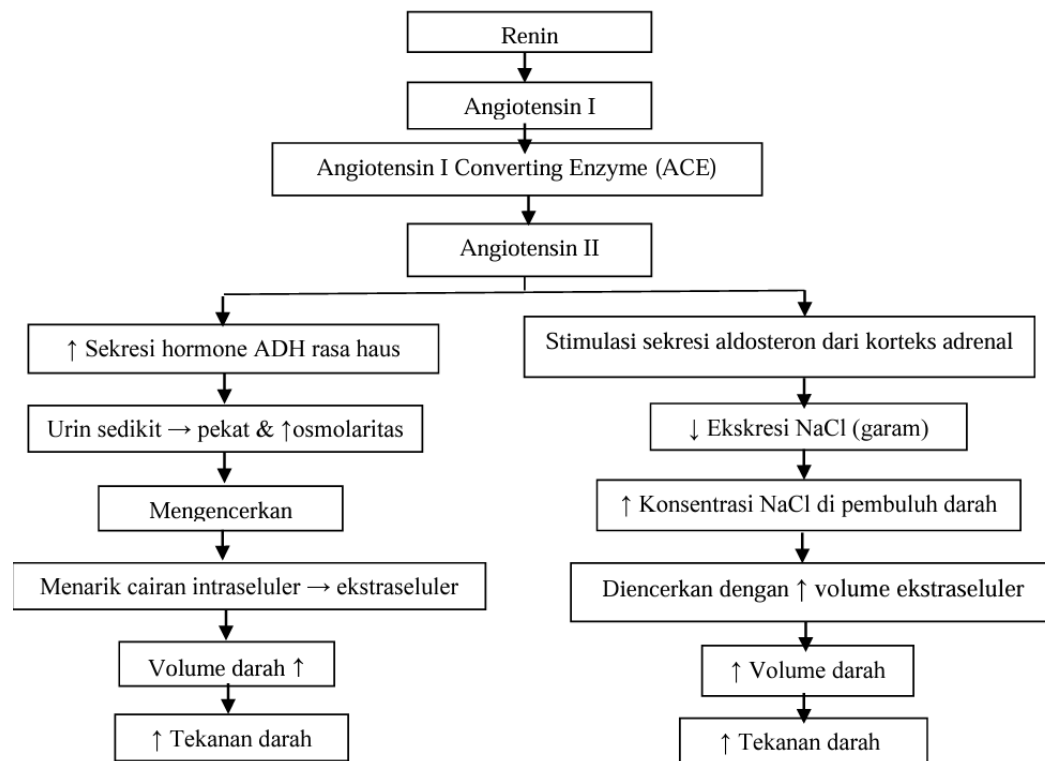 Renin
Angiotensin I
Angiotensin I Converting Enzyme (ACE)
Angiotensin II
↑ Sekresi hormone ADH rasa haus
Urin sedikit → pekat & ↑osmolaritas
Mengencerkan
Menarik cairan intraseluler → ekstraseluler
Volume darah ↑
↑ Tekanan darah
Stimulasi sekresi aldosteron dari korteks adrenal
↓ Ekskresi NaCl (garam)
↑ Konsentrasi NaCl di pembuluh darah
Diencerkan dengan ↑ volume ekstraseluler
↑ Volume darah
↑ Tekanan darah